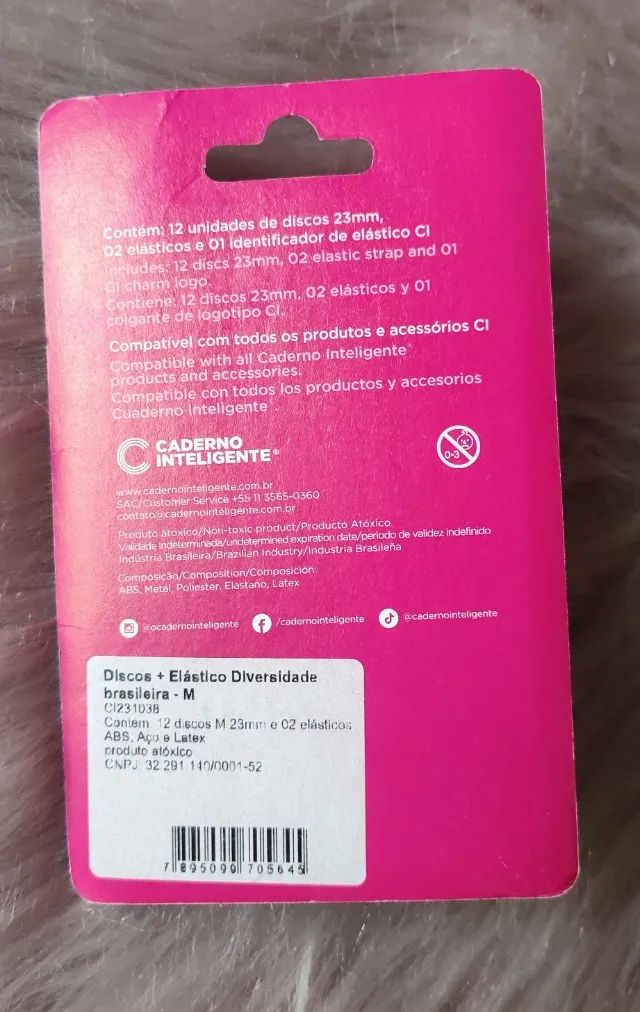 Contém: 12 unidades de discos 23mm,
02 elásticos e 01 identificador de elástico CI
Includes: 12 discs 23mm, 02 elastic strap and 01
CI charm logo.
Contiene: 12 discos 23mm, 02 elásticos y 01
colgante de logotipo CI.
Compatível com todos os produtos e acessórios CI
Compatible with all Caderno Inteligente®
products and accessories.
Compatible con todos los productos y accesorios
Cuaderno Inteligente®.
CADERNO
INTELIGENTE®
0-3
www.cadernointeligente.com.br
SAC/Customer Service +55 11 3565-0360
contato@cadernointeligente.com.br
Produto atóxico/Non-toxic product/Producto Atóxico
Validade Indeterminada/undetermined expiration date/período de validez indefinido
Indústria Brasileira/Brazilian Industry/Industria Brasileña
Composição/Composition/Composición:
ABS, Metal, Poliester, Elastano, Latex
@ocadernointeligente /cadernointeligente @cadernointeligente
Discos + Elástico Diversidade
brasileira - M
CI231038
Contém: 12 discos M 23mm e 02 elásticos
ABS, Aço e Latex
produto atóxico
CNPJ: 32.291.140/0001-52
7 895099 705645